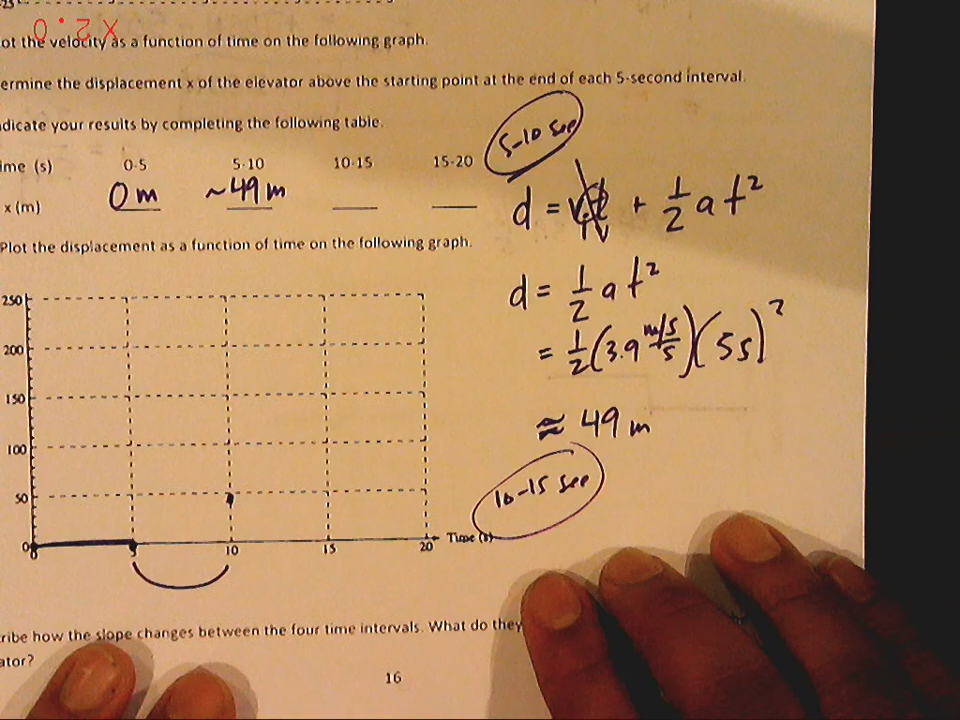 x 2.0
ot the velocity as a function of time on the following graph.
ermine the displacement x of the elevator above the starting point at the end of each 5-second interval.
dicate your results by completing the following table.
ime (s) 0-5 5-10 10-15 15-20
x (m) 0 m ~49 m
Plot the displacement as a function of time on the following graph.
250
200
150
100
50
0
0 5 10 15 20 Time (s)
5-10 sec
d = + 1/2 a t²
d = 1/2 a t²
= 1/2 (3.9 m/s/s)(5s)²
≈ 49 m
10-15 sec
ribe how the slope changes between the four time intervals. What do they
ator?
16